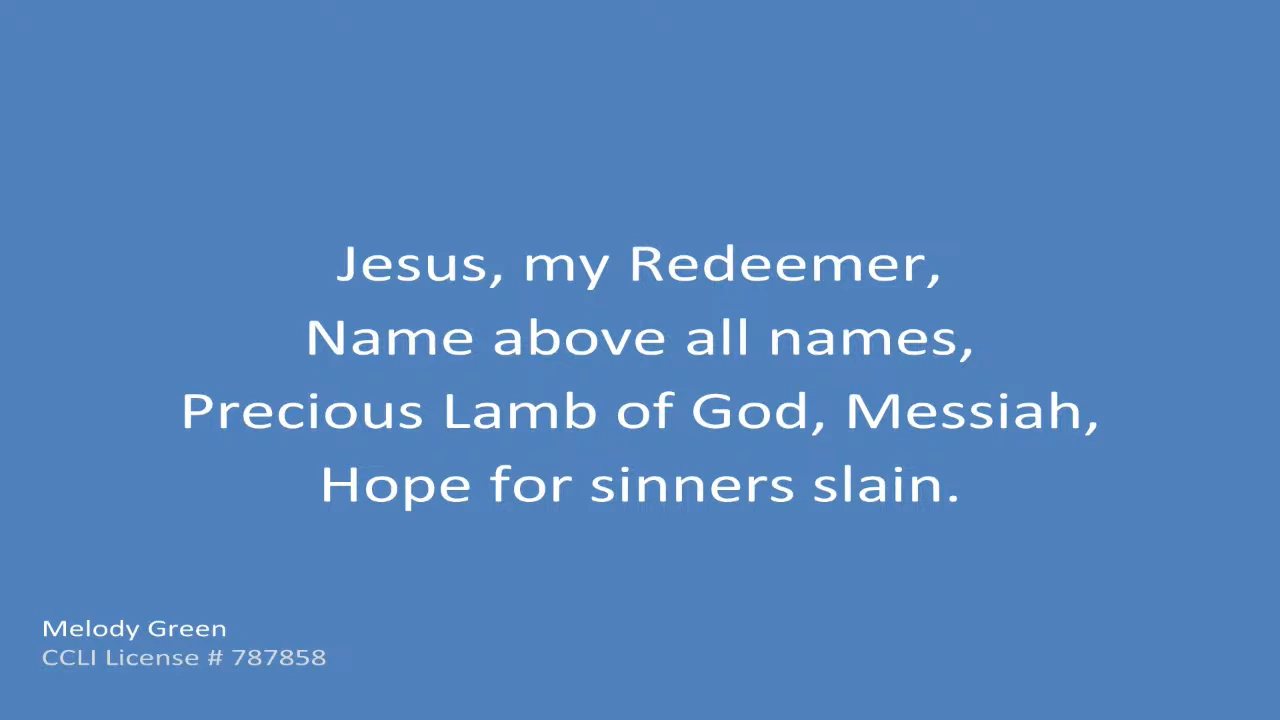 Jesus, my Redeemer,
Name above all names,
Precious Lamb of God, Messiah,
Hope for sinners slain.
Melody Green
CCLI License # 787858